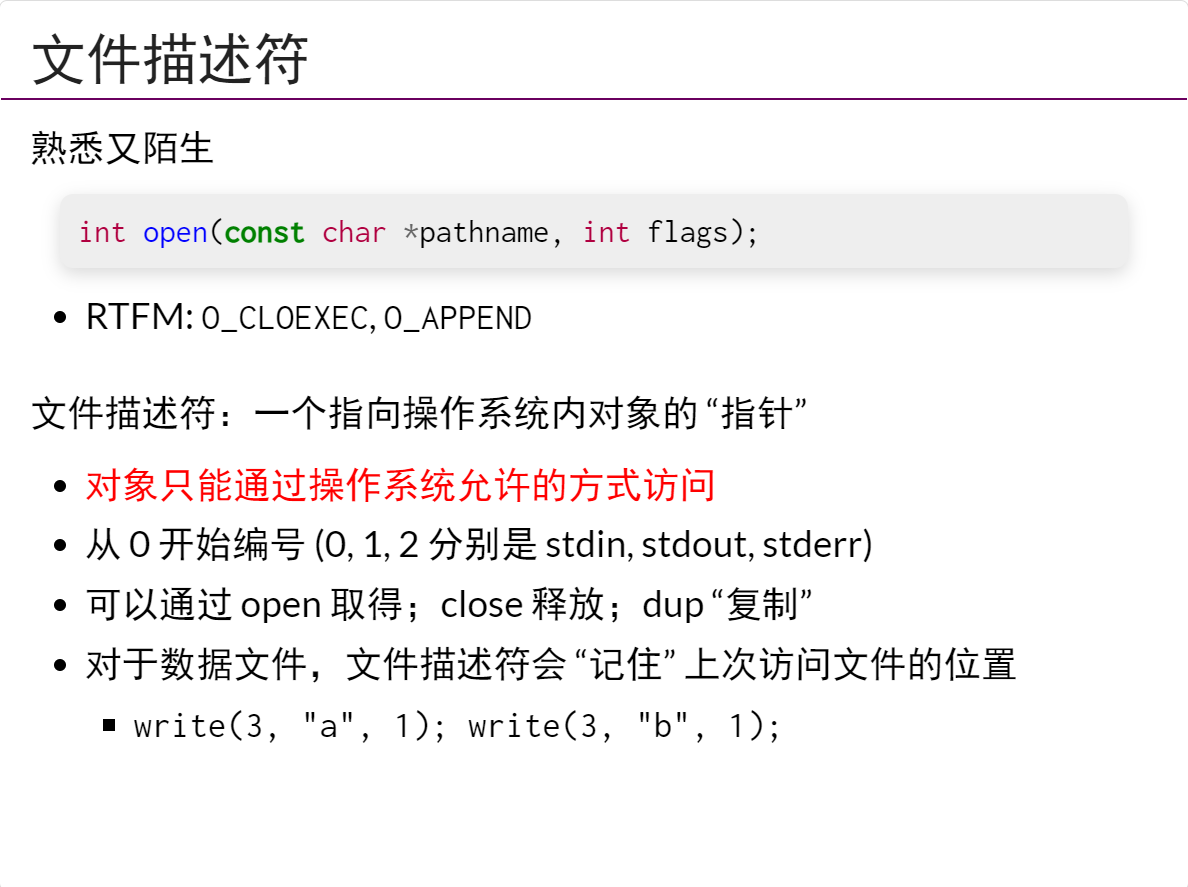 文件描述符
熟悉又陌生
int open(const char *pathname, int flags);
RTFM: O_CLOEXEC, O_APPEND
文件描述符：一个指向操作系统内对象的 “指针”
对象只能通过操作系统允许的方式访问
从 0 开始编号 (0, 1, 2 分别是 stdin, stdout, stderr)
可以通过 open 取得；close 释放；dup “复制”
对于数据文件，文件描述符会 “记住” 上次访问文件的位置
write(3, "a", 1); write(3, "b", 1);